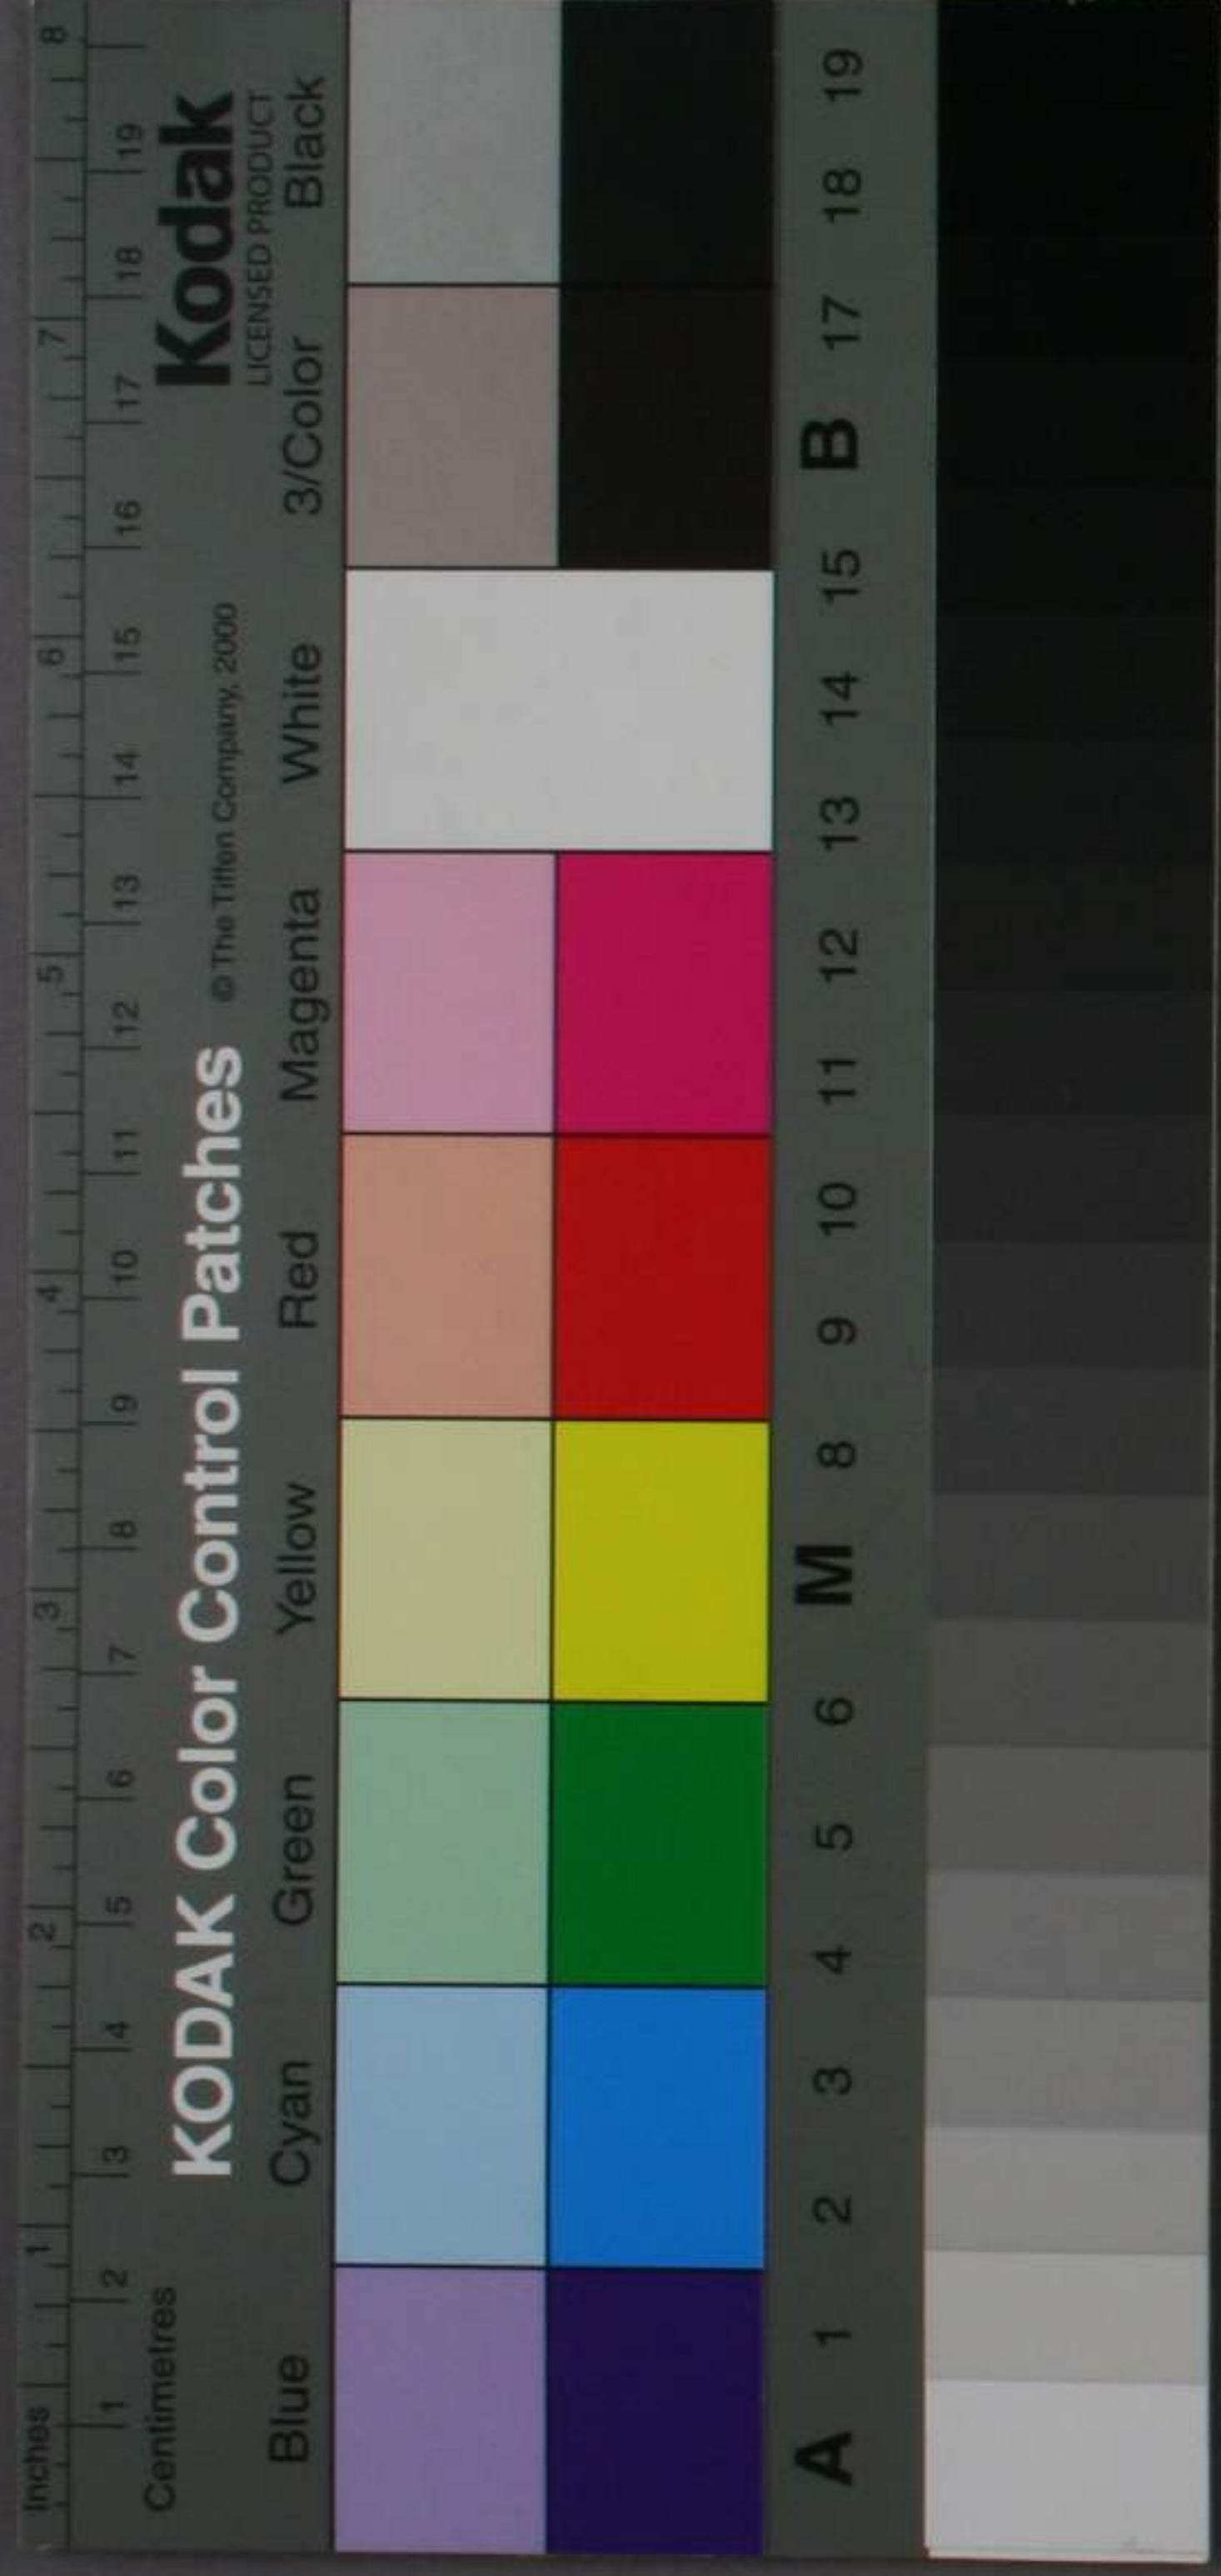 Inches 1 2 3 4 5 6 7 8
1 2 3 4 5 6 7 8 9 10 11 12 13 14 15 16 17 18 19
Centimetres
KODAK Color Control Patches © The Tiffen Company, 2000 Kodak
LICENSED PRODUCT
Blue Cyan Green Yellow Red Magenta White 3/Color Black
A 1 2 3 4 5 6 M 8 9 10 11 12 13 14 15 B 17 18 19